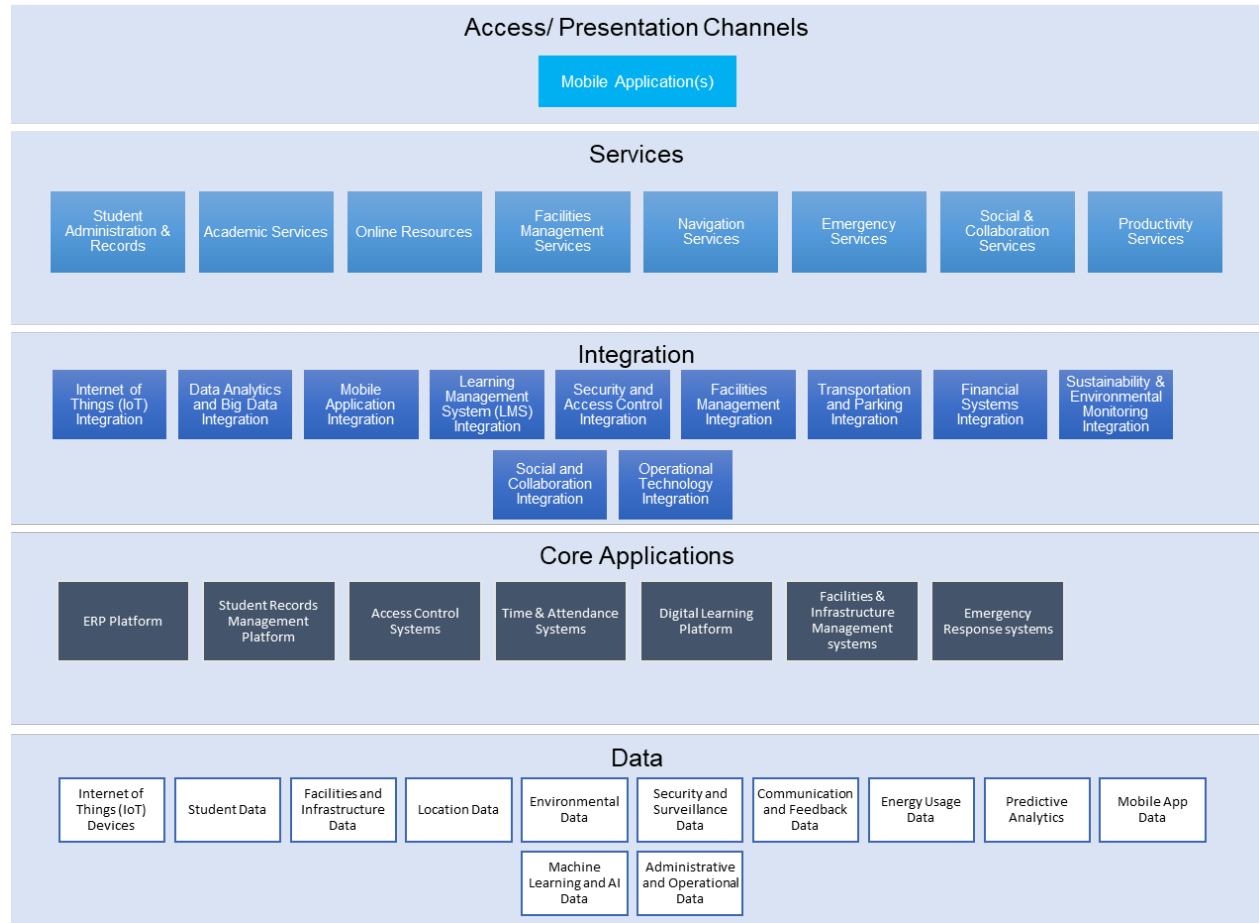 Access/ Presentation Channels
Mobile Application(s)
Services
Student
Administration &
Records
Academic Services
Online Resources
Facilities
Management
Services
Navigation
Services
Emergency
Services
Social &
Collaboration
Services
Productivity
Services
Integration
Internet of
Things (IoT)
Integration
Data Analytics
and Big Data
Integration
Mobile
Application
Integration
Learning
Management
System (LMS)
Integration
Security and
Access Control
Integration
Facilities
Management
Integration
Transportation
and Parking
Integration
Financial
Systems
Integration
Sustainability &
Environmental
Monitoring
Integration
Social and
Collaboration
Integration
Operational
Technology
Integration
Core Applications
ERP Platform
Student Records
Management
Platform
Access Control
Systems
Time & Attendance
Systems
Digital Learning
Platform
Facilities &
Infrastructure
Management
systems
Emergency
Response systems
Data
Internet of
Things (IoT)
Devices
Student Data
Facilities and
Infrastructure
Data
Location Data
Environmental
Data
Security and
Surveillance
Data
Communication
and Feedback
Data
Energy Usage
Data
Predictive
Analytics
Mobile App
Data
Machine
Learning and AI
Data
Administrative
and Operational
Data